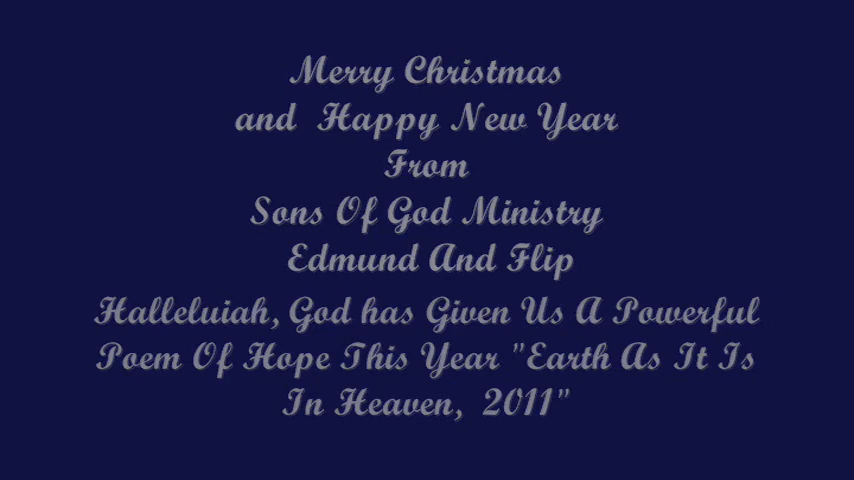 Merry Christmas
and Happy New Year
From
Sons Of God Ministry
Edmund And Flip
Halleluiah, God has Given Us A Powerful
Poem Of Hope This Year "Earth As It Is
In Heaven, 2011"